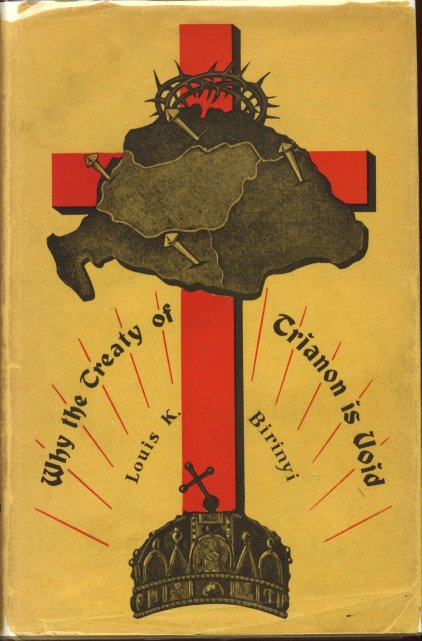 Why the Treaty of Trianon is Void
Louis K. Birinyi